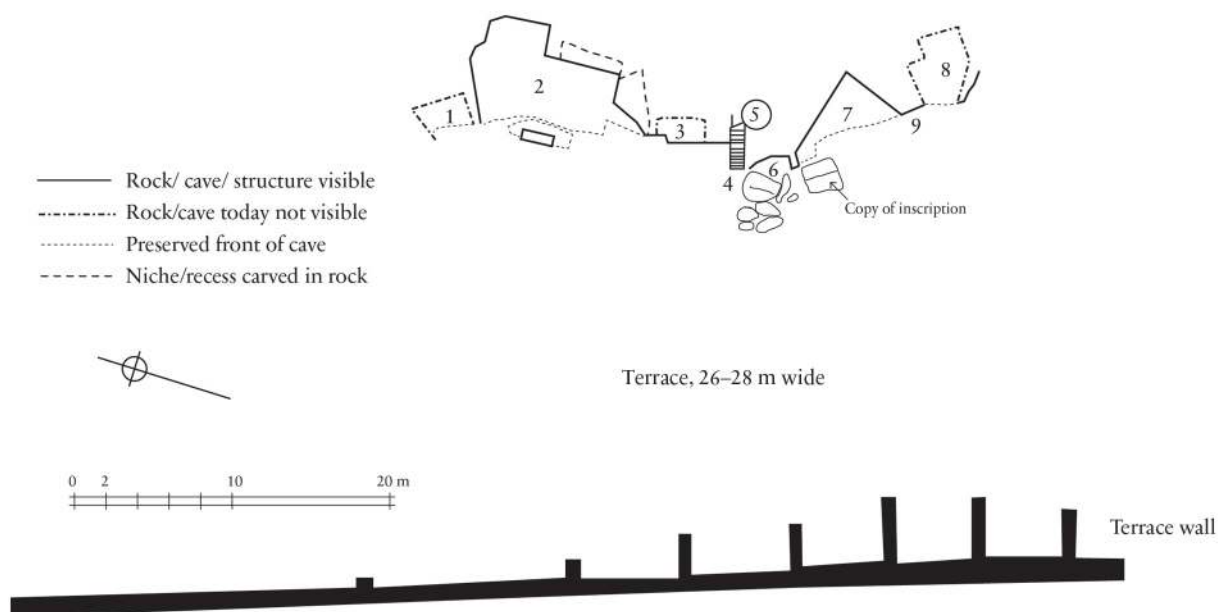 1
2
3
4
5
6
7
8
9
Copy of inscription
Rock/ cave/ structure visible
Rock/cave today not visible
Preserved front of cave
Niche/recess carved in rock
Terrace, 26–28 m wide
0 2 10 20 m
Terrace wall